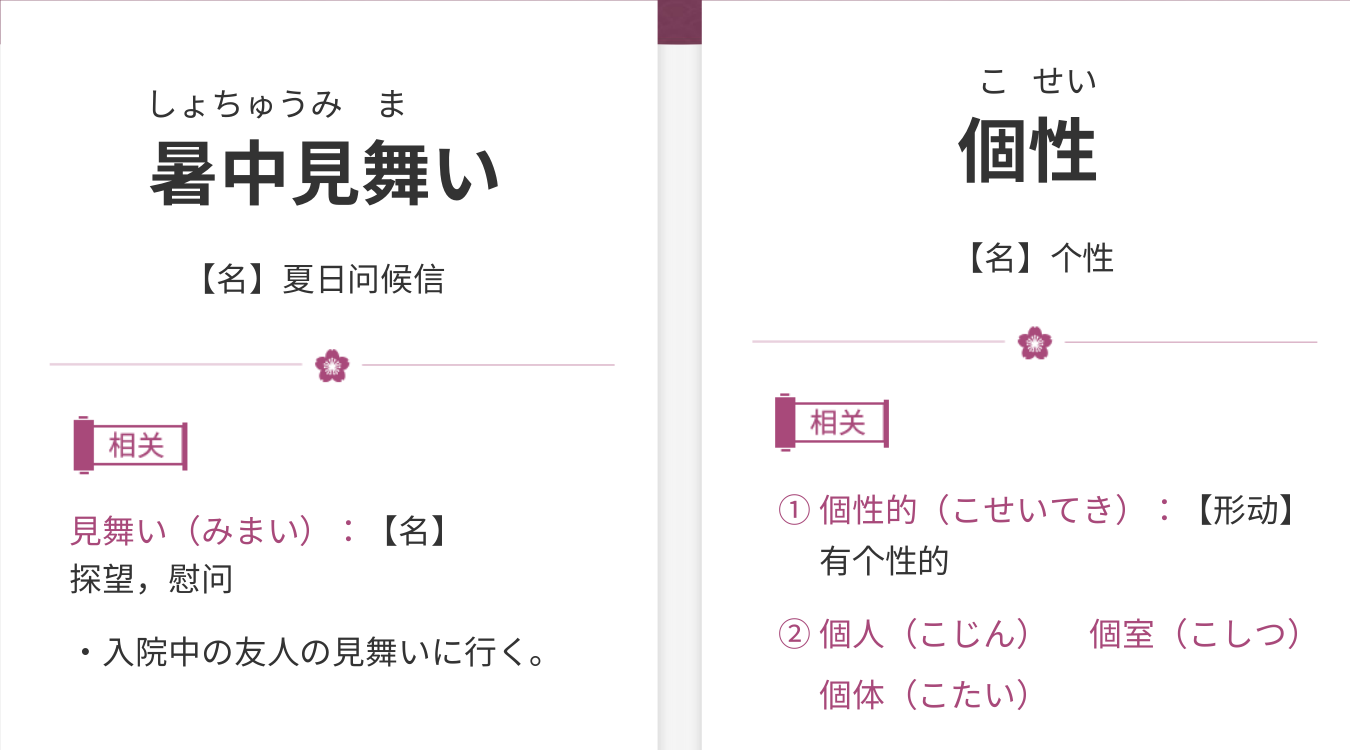 しょちゅうみ ま
暑中見舞い
【名】夏日问候信
相关
見舞い（みまい）：【名】
探望，慰问
・入院中の友人の見舞いに行く。
こ せい
個性
【名】个性
相关
① 個性的（こせいてき）：【形动】
有个性的
② 個人（こじん） 個室（こしつ）
個体（こたい）